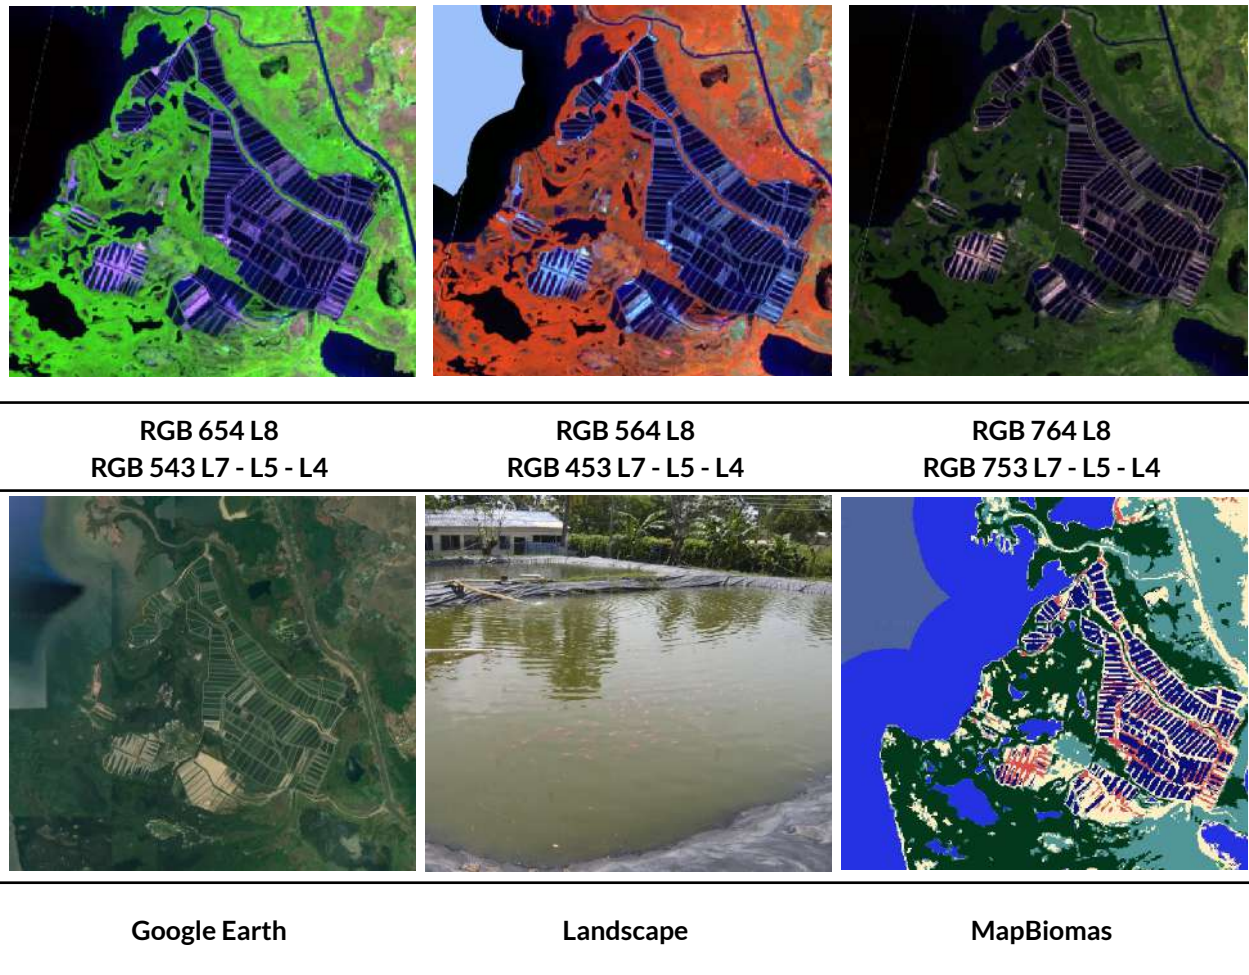 RGB 654 L8
RGB 564 L8
RGB 764 L8
RGB 543 L7 - L5 - L4
RGB 453 L7 - L5 - L4
RGB 753 L7 - L5 - L4
Google Earth
Landscape
MapBiomas